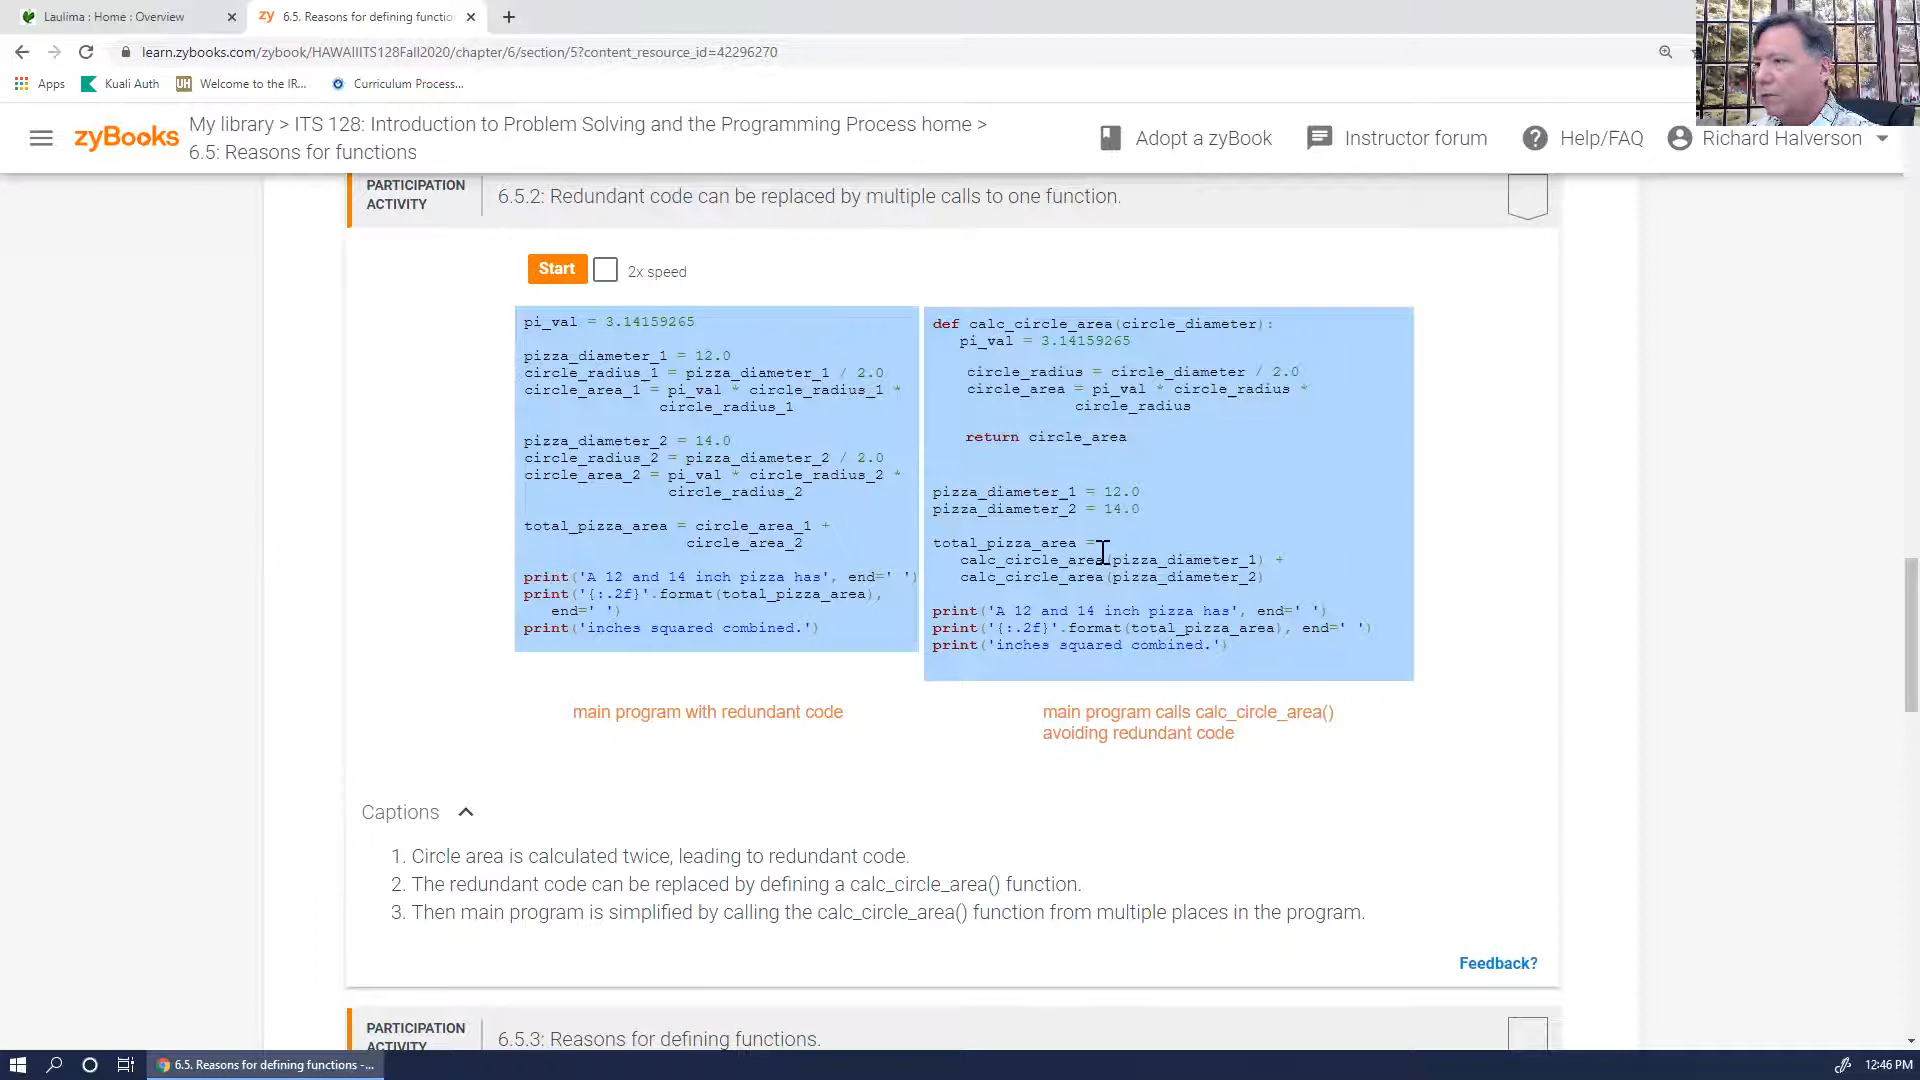 Laulima : Home : Overview
zy 6.5. Reasons for defining functio
learn.zybooks.com/zybook/HAWAIIITS128Fall2020/chapter/6/section/5?content_resource_id=42296270
Apps Kuali Auth UH Welcome to the IR... Curriculum Process...
zyBooks
My library > ITS 128: Introduction to Problem Solving and the Programming Process home >
6.5: Reasons for functions
Adopt a zyBook Instructor forum Help/FAQ Richard Halverson
PARTICIPATION
ACTIVITY
6.5.2: Redundant code can be replaced by multiple calls to one function.
Start 2x speed
pi_val = 3.14159265
pizza_diameter_1 = 12.0
circle_radius_1 = pizza_diameter_1 / 2.0
circle_area_1 = pi_val * circle_radius_1 *
circle_radius_1
pizza_diameter_2 = 14.0
circle_radius_2 = pizza_diameter_2 / 2.0
circle_area_2 = pi_val * circle_radius_2 *
circle_radius_2
total_pizza_area = circle_area_1 +
circle_area_2
print('A 12 and 14 inch pizza has', end=' ')
print('{:.2f}'.format(total_pizza_area),
end=' ')
print('inches squared combined.')
main program with redundant code
def calc_circle_area(circle_diameter):
pi_val = 3.14159265
circle_radius = circle_diameter / 2.0
circle_area = pi_val * circle_radius *
circle_radius
return circle_area
pizza_diameter_1 = 12.0
pizza_diameter_2 = 14.0
total_pizza_area =
calc_circle_area(pizza_diameter_1) +
calc_circle_area(pizza_diameter_2)
print('A 12 and 14 inch pizza has', end=' ')
print('{:.2f}'.format(total_pizza_area), end=' ')
print('inches squared combined.')
main program calls calc_circle_area()
avoiding redundant code
Captions
1. Circle area is calculated twice, leading to redundant code.
2. The redundant code can be replaced by defining a calc_circle_area() function.
3. Then main program is simplified by calling the calc_circle_area() function from multiple places in the program.
Feedback?
PARTICIPATION
ACTIVITY
6.5.3: Reasons for defining functions.
6.5. Reasons for defining functions -...
12:46 PM